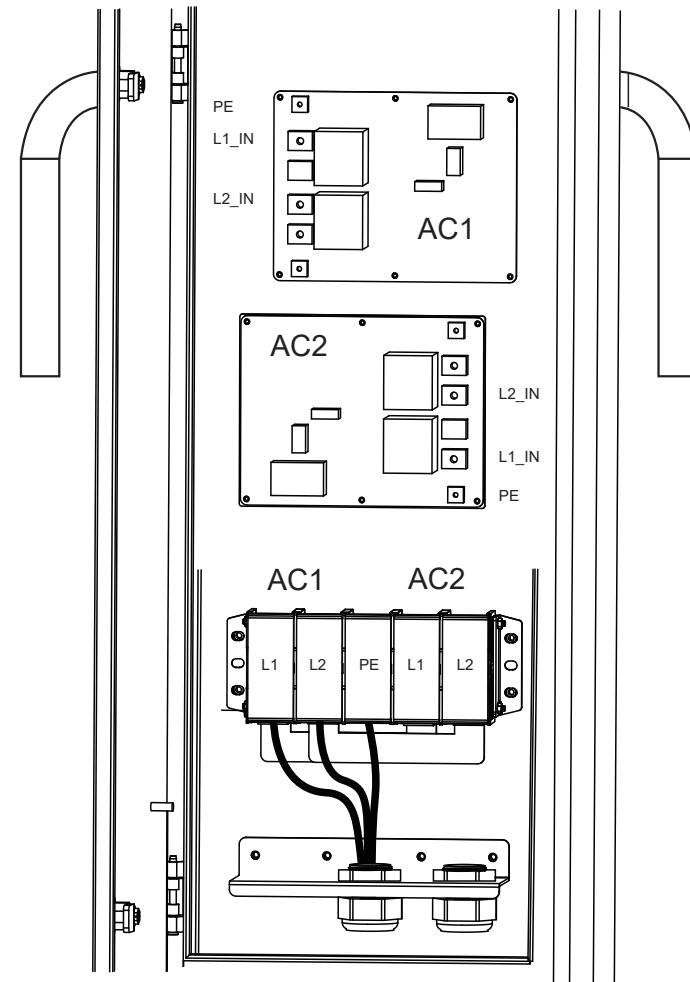 PE
L1_IN
L2_IN
AC1
AC2
L2_IN
L1_IN
PE
AC1 AC2
L1 L2 PE L1 L2